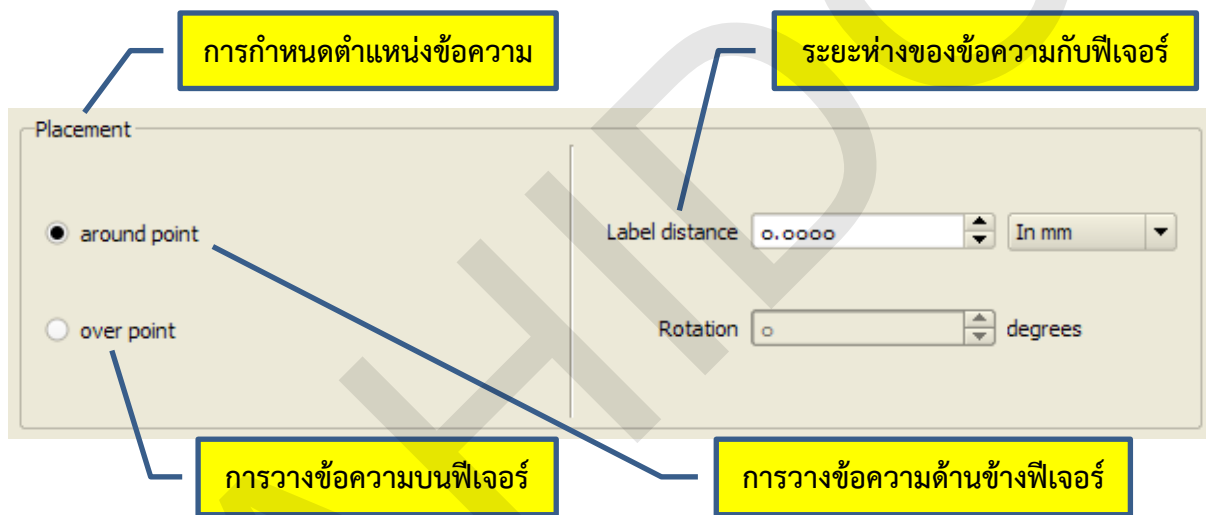 การกำหนดตำแหน่งข้อความ
ระยะห่างของข้อความกับฟีเจอร์
Placement
around point
Label distance
0.0000
In mm
over point
Rotation
0
degrees
การวางข้อความบนฟีเจอร์
การวางข้อความด้านข้างฟีเจอร์